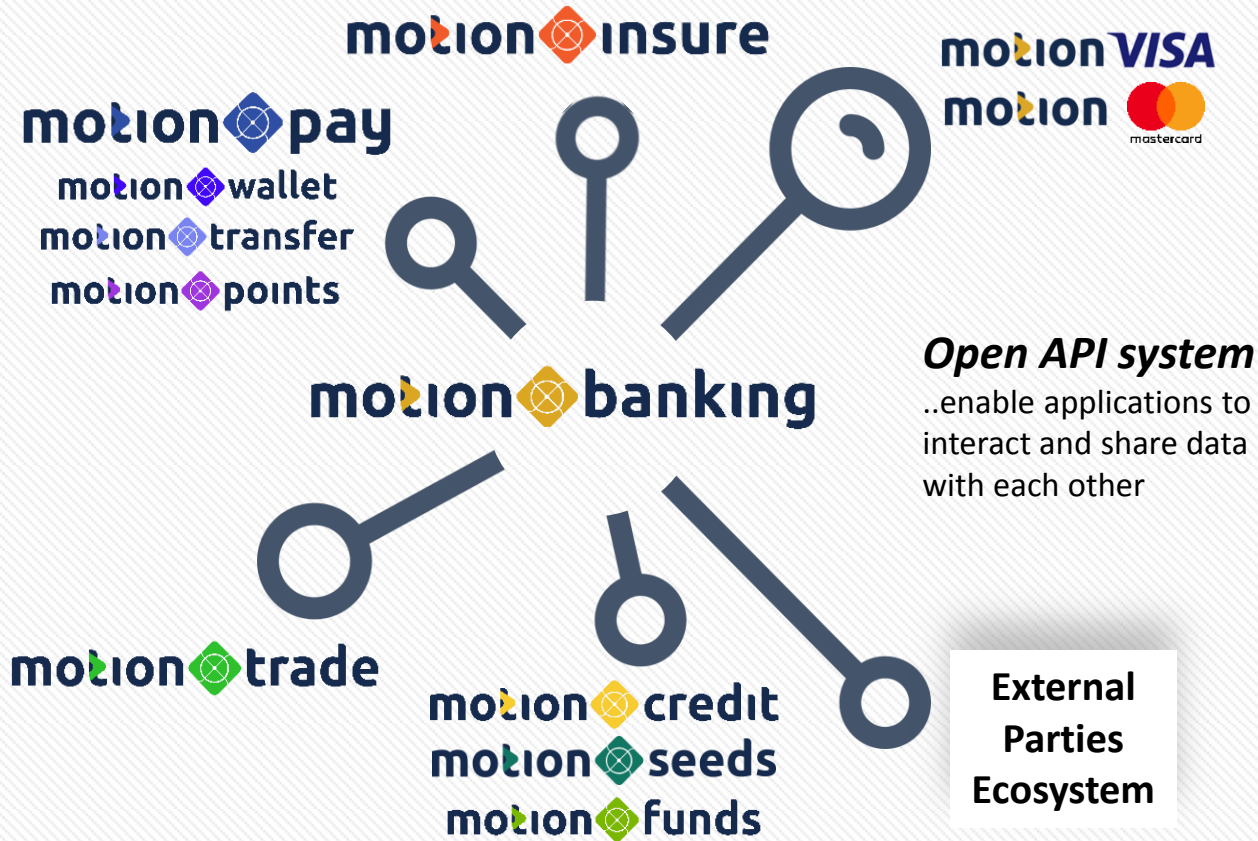 motion insure
motion VISA
motion mastercard
motion pay
motion wallet
motion transfer
motion points
Open API system
..enable applications to
interact and share data
with each other
motion banking
motion trade
motion credit
motion seeds
motion funds
External
Parties
Ecosystem